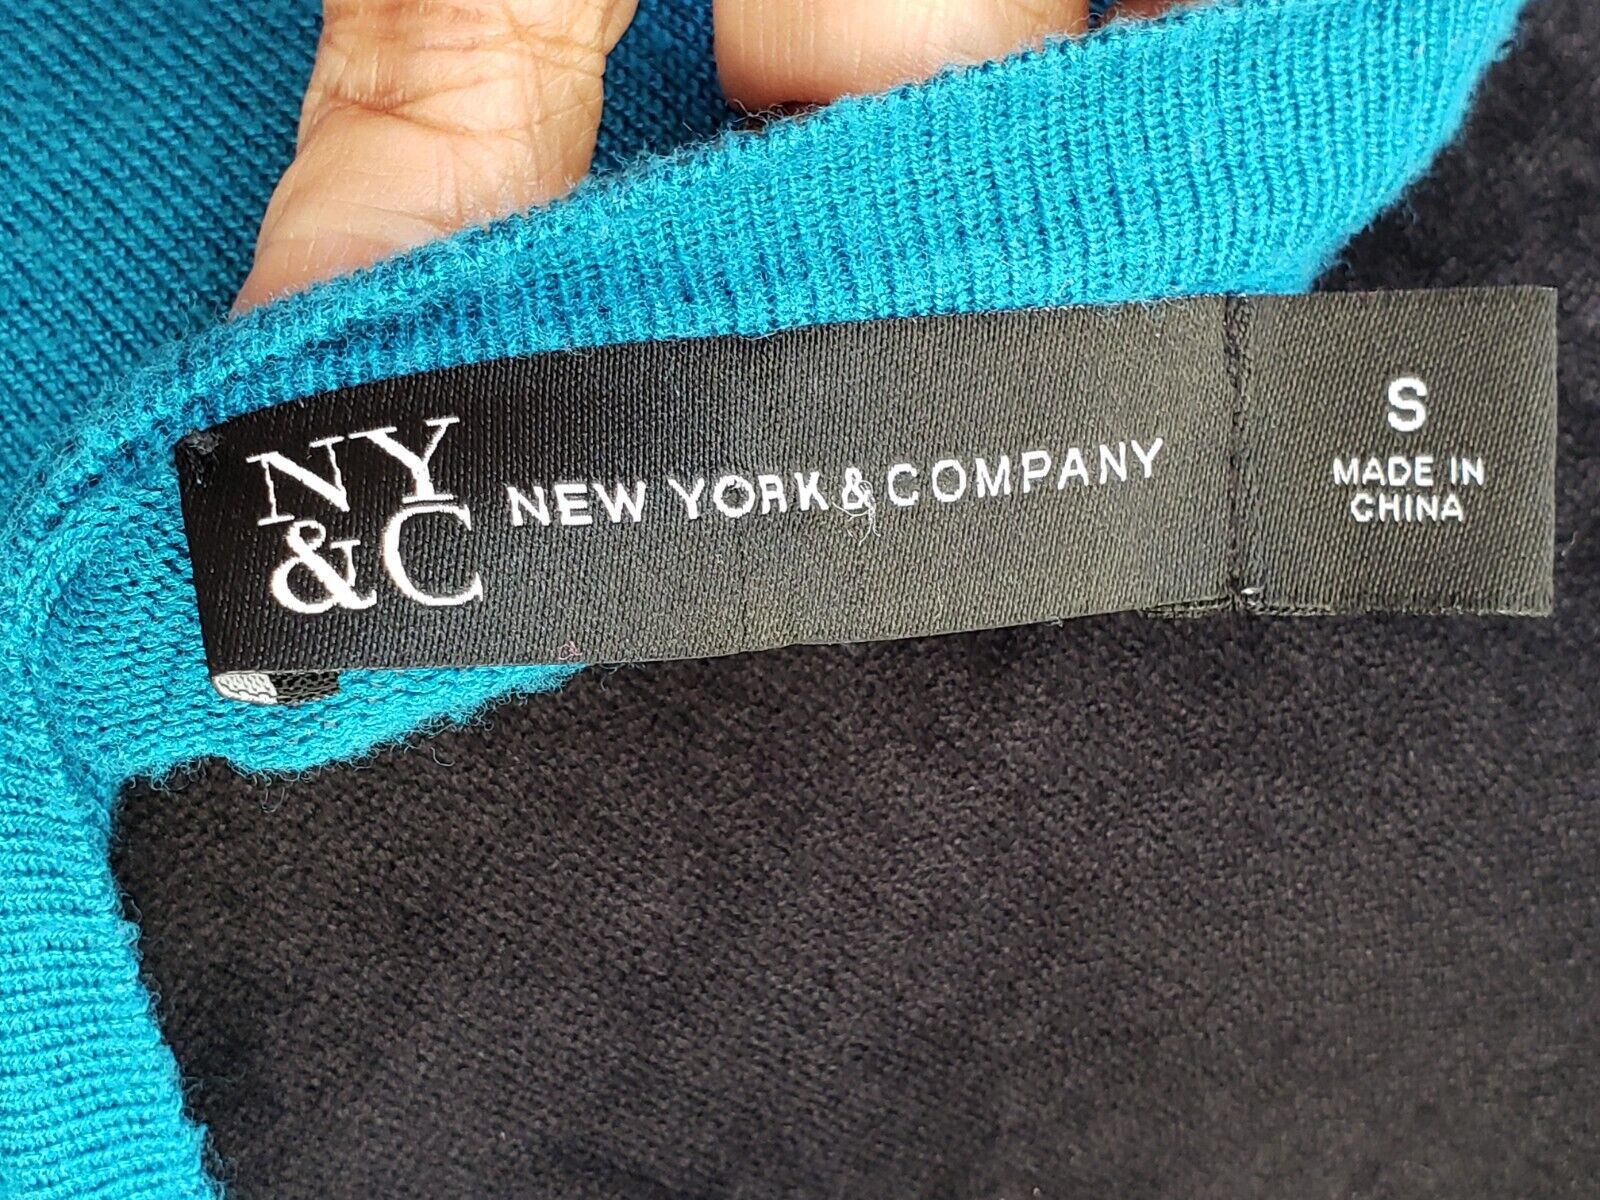 NY
&C
NEW YORK & COMPANY
S
MADE IN
CHINA